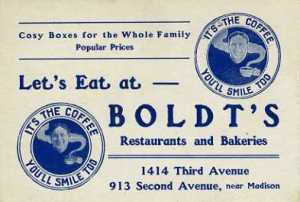 Cosy Boxes for the Whole Family
Popular Prices
IT'S THE COFFEE
YOU'LL SMILE TOO
Let's Eat at —
IT'S THE COFFEE
YOU'LL SMILE TOO
BOLDT'S
Restaurants and Bakeries
1414 Third Avenue
913 Second Avenue, near Madison